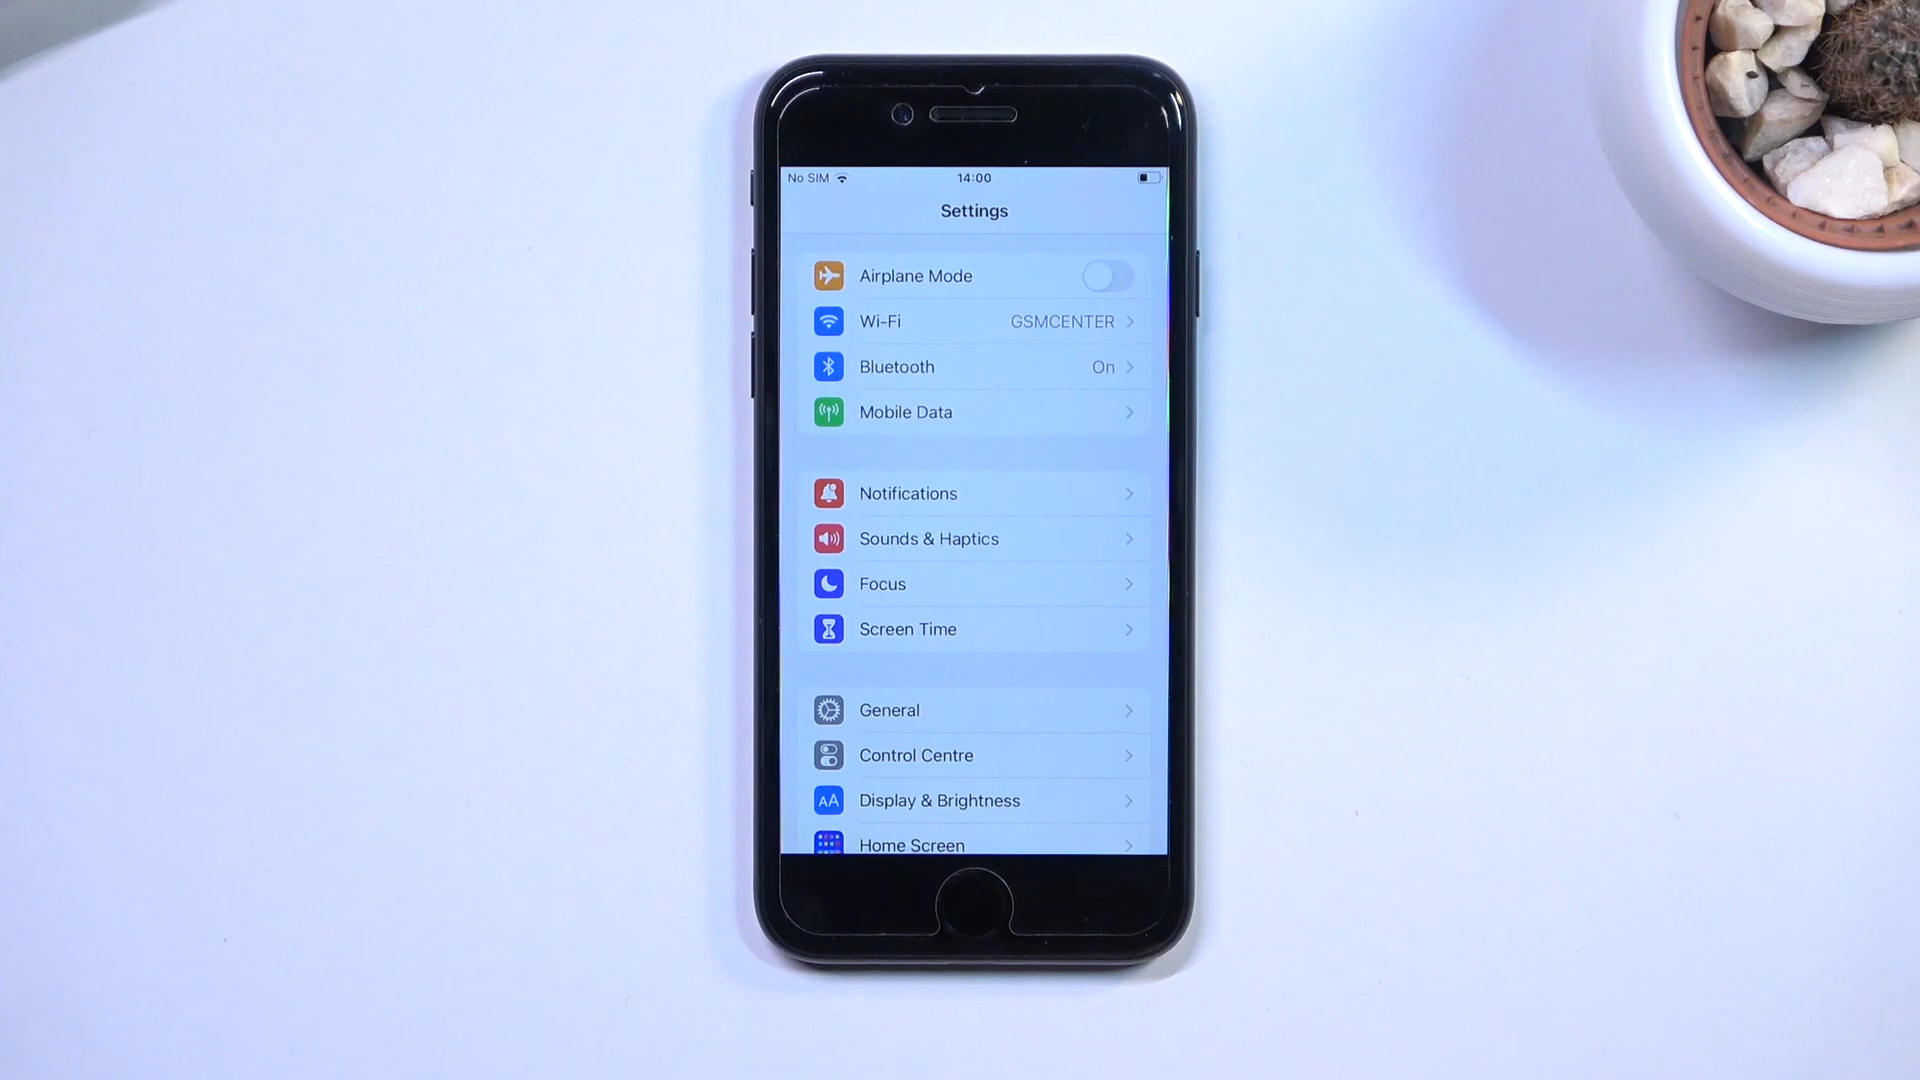 No SIM 14:00
Settings
Airplane Mode
Wi-Fi GSMCENTER
Bluetooth On
Mobile Data
Notifications
Sounds & Haptics
Focus
Screen Time
General
Control Centre
AA Display & Brightness
Home Screen